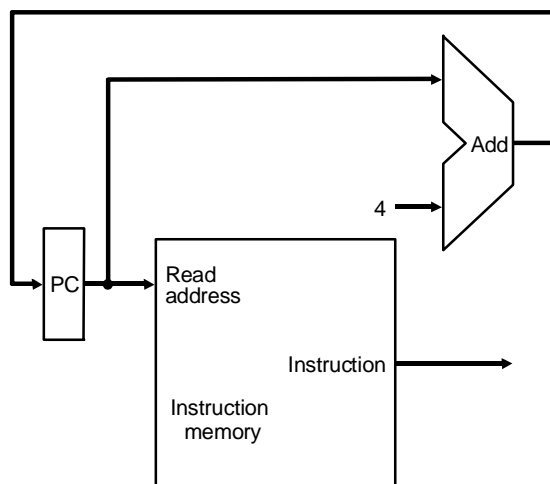 Add
4
PC
Read
address
Instruction
Instruction
memory